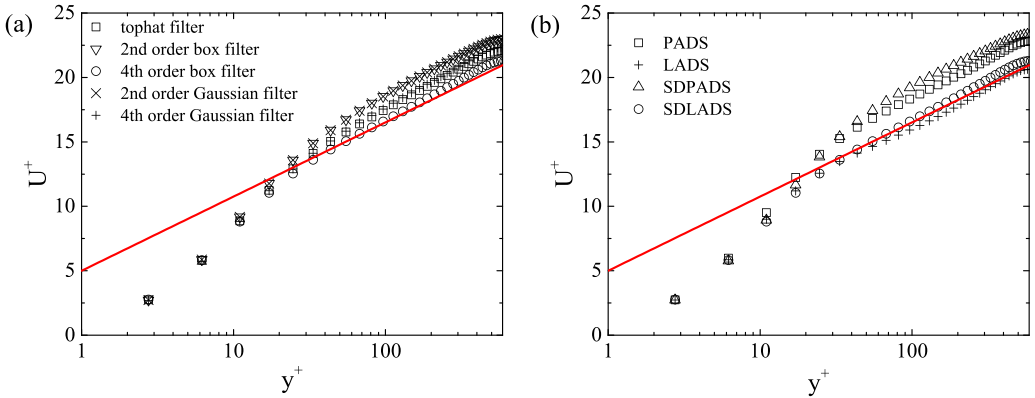 (a)
tophat filter
2nd order box filter
4th order box filter
2nd order Gaussian filter
4th order Gaussian filter
25
20
15
10
5
0
U+
1 10 100
y+
(b)
PADS
LADS
SDPADS
SDLADS
25
20
15
10
5
0
U+
1 10 100
y+